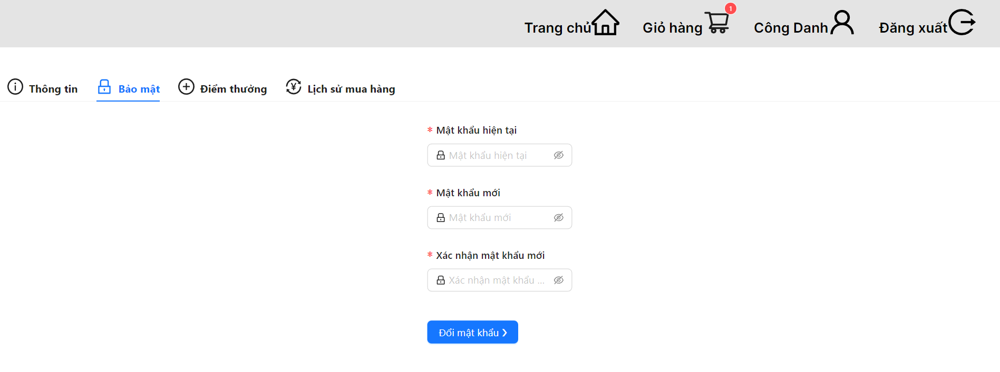 Trang chủ Giỏ hàng 1 Công Danh Đăng xuất
Thông tin Bảo mật Điểm thưởng Lịch sử mua hàng
* Mật khẩu hiện tại
Mật khẩu hiện tại
* Mật khẩu mới
Mật khẩu mới
* Xác nhận mật khẩu mới
Xác nhận mật khẩu ...
Đổi mật khẩu ❯